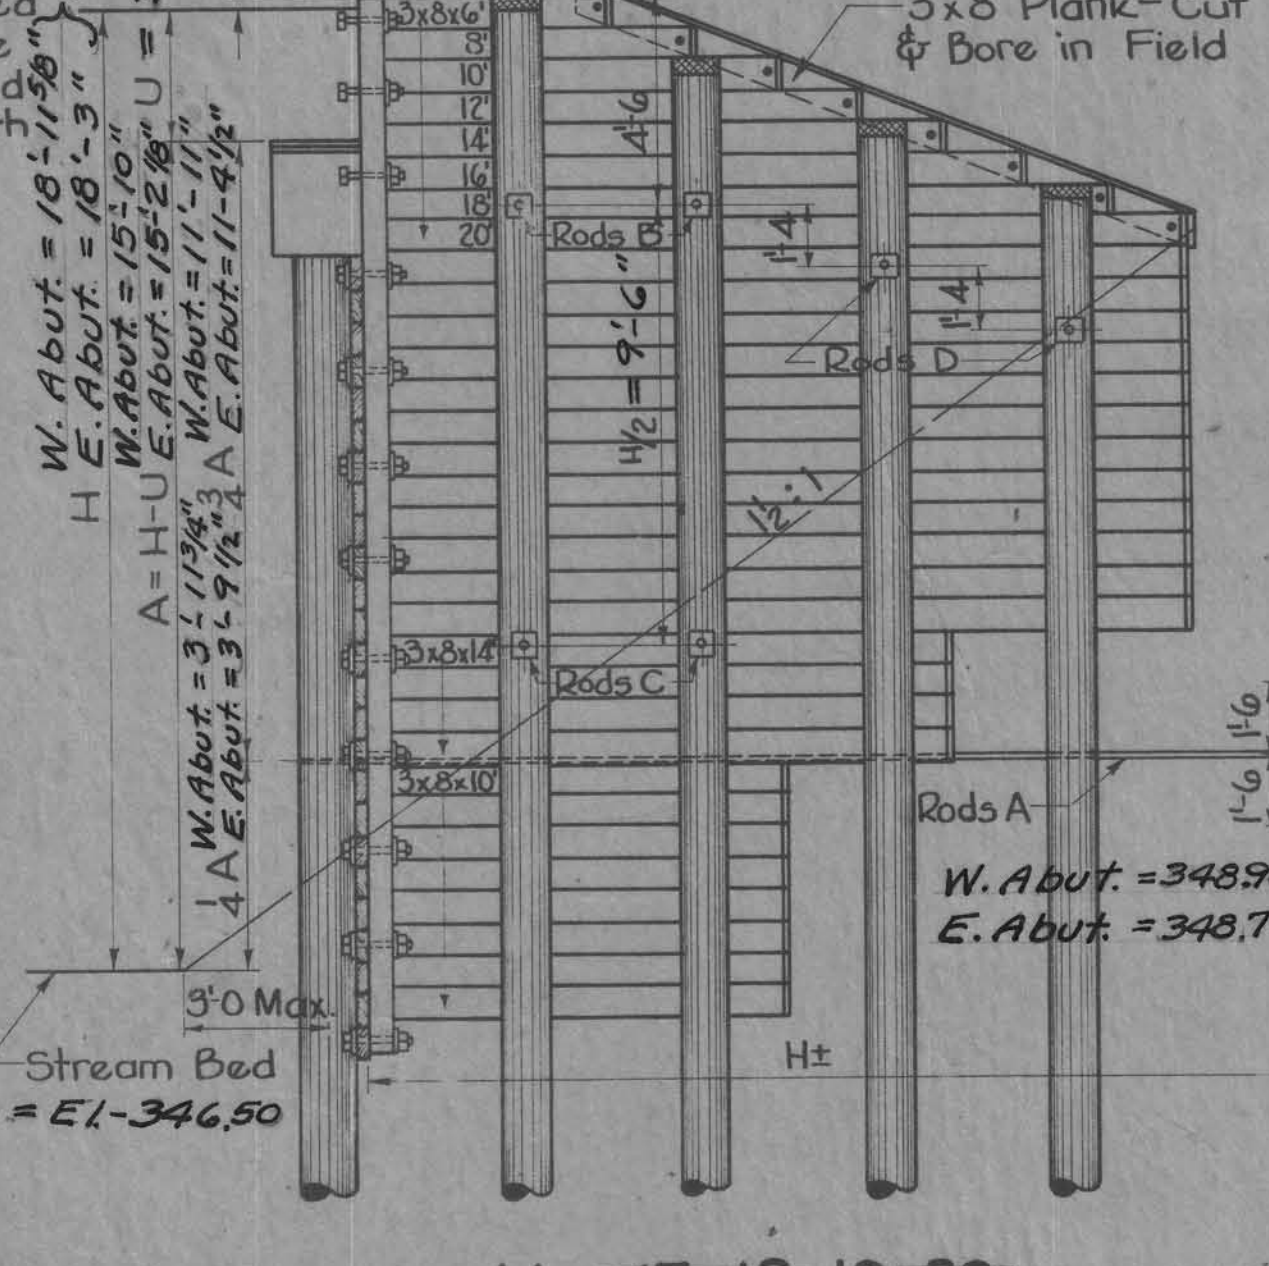 3x8 Plank-Cut
& Bore in Field
3x8x6'
8'
10'
12'
14'
16'
18'
20'
W. Abut. = 18'-11 5/8"
E. Abut. = 18'-3"
H
W. Abut. = 15'-10"
E. Abut. = 15'-2 1/8"
A = H-U
U =
W. Abut. = 11'-11"
E. Abut. = 11'-4 1/2"
3/4 A
W. Abut. = 3'-11 3/4"
E. Abut. = 3'-9 1/2"
1/4 A
4'-6
Rods B
1'-4
1'-4
H/2 = 9'-6"
Rods D
1½:1
3x8x14'
Rods C
3x8x10'
Rods A
1'-6
1'-6
W. Abut. = 348.9
E. Abut. = 348.7
3'-0 Max.
H±
Stream Bed
= El.-346.50